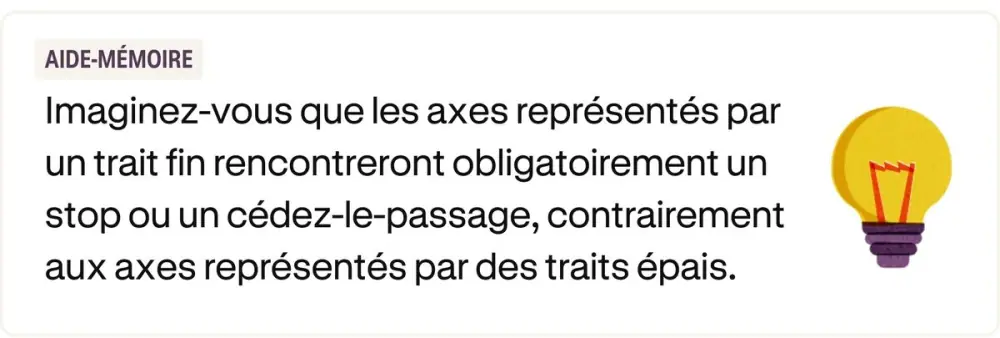 AIDE-MÉMOIRE
Imaginez-vous que les axes représentés par
un trait fin rencontreront obligatoirement un
stop ou un cédez-le-passage, contrairement
aux axes représentés par des traits épais.